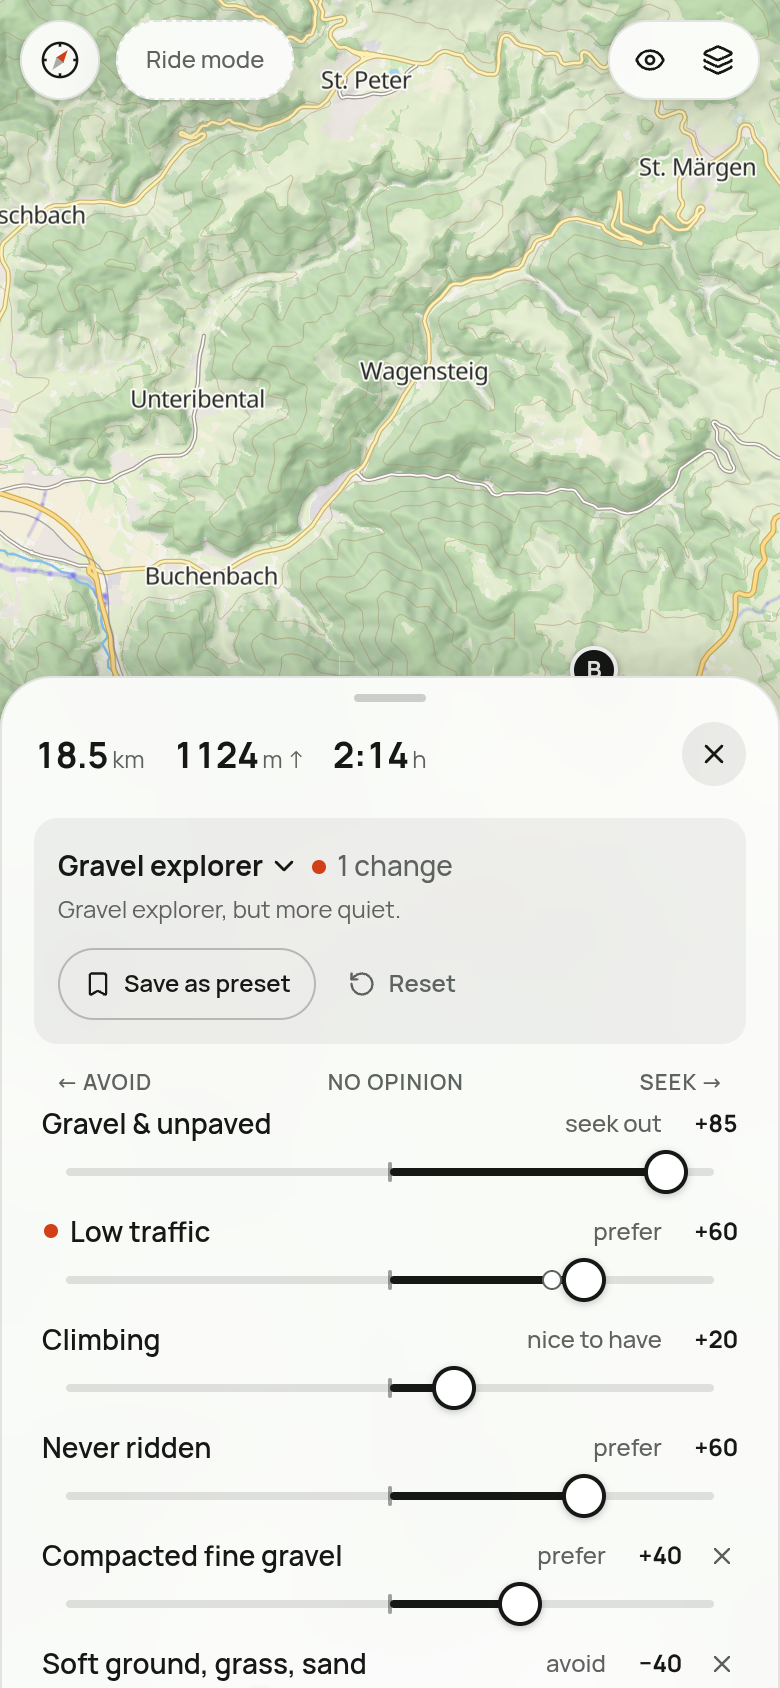 Ride mode
St. Peter
St. Märgen
schbach
Wagensteig
Unteribental
Buchenbach
B
18.5 km 1124 m ↑ 2:14 h
Gravel explorer 1 change
Gravel explorer, but more quiet.
Save as preset Reset
← AVOID NO OPINION SEEK →
Gravel & unpaved seek out +85
Low traffic prefer +60
Climbing nice to have +20
Never ridden prefer +60
Compacted fine gravel prefer +40
Soft ground, grass, sand avoid −40